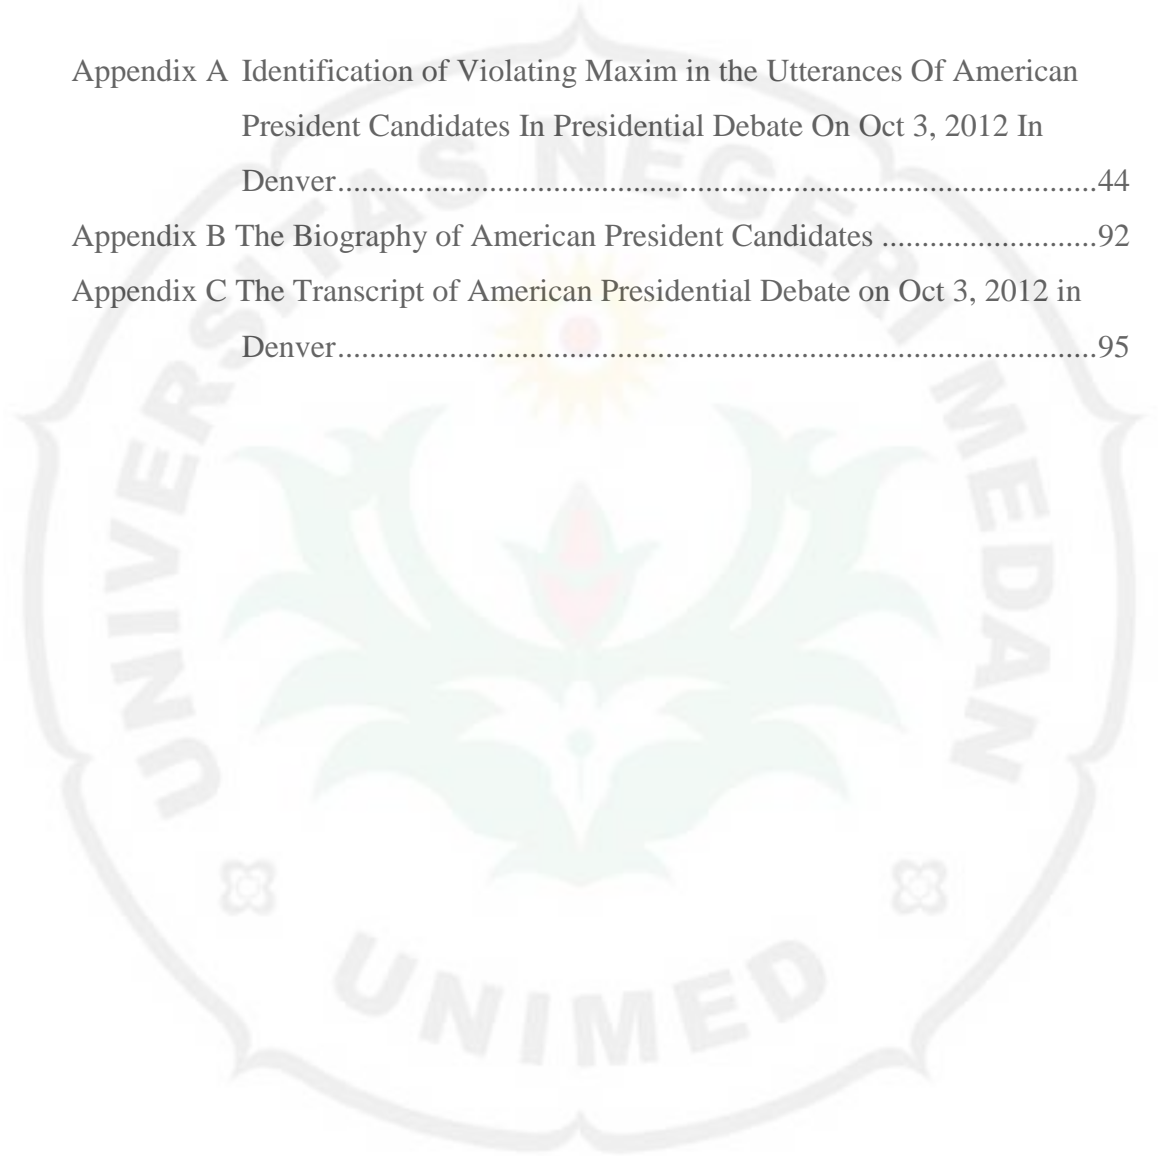 Appendix A Identification of Violating Maxim in the Utterances Of American
President Candidates In Presidential Debate On Oct 3, 2012 In
Denver..............................................................................................44
Appendix B The Biography of American President Candidates ...........................92
Appendix C The Transcript of American Presidential Debate on Oct 3, 2012 in
Denver..............................................................................................95
UNIVERSITAS NEGERI MEDAN
UNIMED